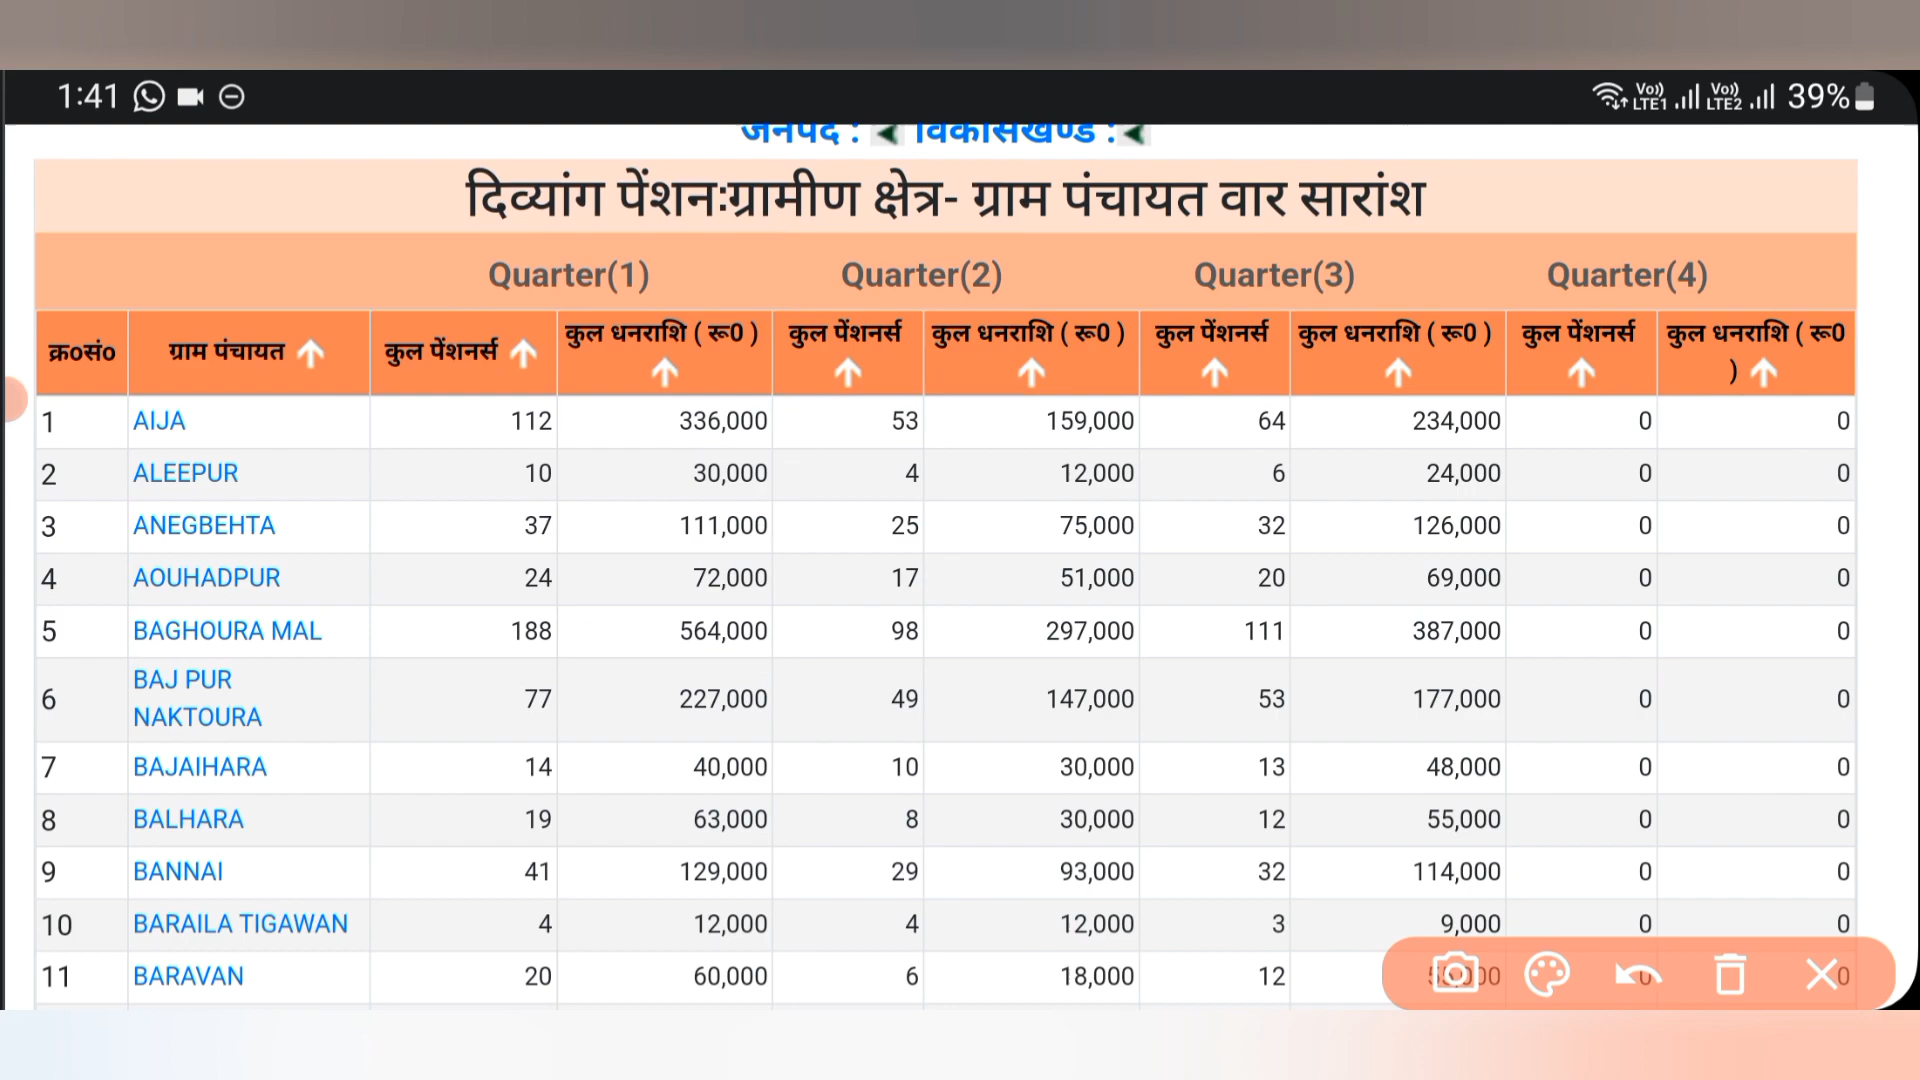 1:41 39%
जनपद : विकासखण्ड :
दिव्यांग पेंशनःग्रामीण क्षेत्र- ग्राम पंचायत वार सारांश
Quarter(1) Quarter(2) Quarter(3) Quarter(4)
क्र०सं० ग्राम पंचायत कुल पेंशनर्स कुल धनराशि ( रू0 ) कुल पेंशनर्स कुल धनराशि ( रू0 ) कुल पेंशनर्स कुल धनराशि ( रू0 ) कुल पेंशनर्स कुल धनराशि ( रू0 )
1 AIJA 112 336,000 53 159,000 64 234,000 0 0
2 ALEEPUR 10 30,000 4 12,000 6 24,000 0 0
3 ANEGBEHTA 37 111,000 25 75,000 32 126,000 0 0
4 AOUHADPUR 24 72,000 17 51,000 20 69,000 0 0
5 BAGHOURA MAL 188 564,000 98 297,000 111 387,000 0 0
6 BAJ PUR NAKTOURA 77 227,000 49 147,000 53 177,000 0 0
7 BAJAIHARA 14 40,000 10 30,000 13 48,000 0 0
8 BALHARA 19 63,000 8 30,000 12 55,000 0 0
9 BANNAI 41 129,000 29 93,000 32 114,000 0 0
10 BARAILA TIGAWAN 4 12,000 4 12,000 3 9,000 0 0
11 BARAVAN 20 60,000 6 18,000 12 0 0